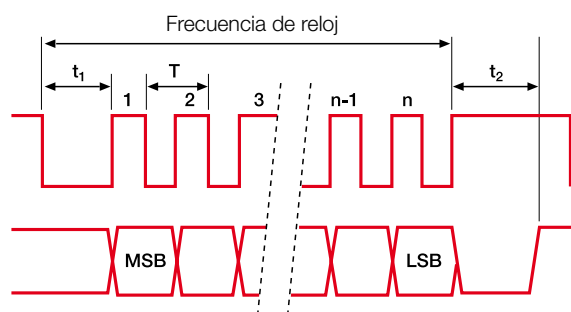 Frecuencia de reloj
t₁ T t₂
1 2 3 n-1 n
MSB LSB